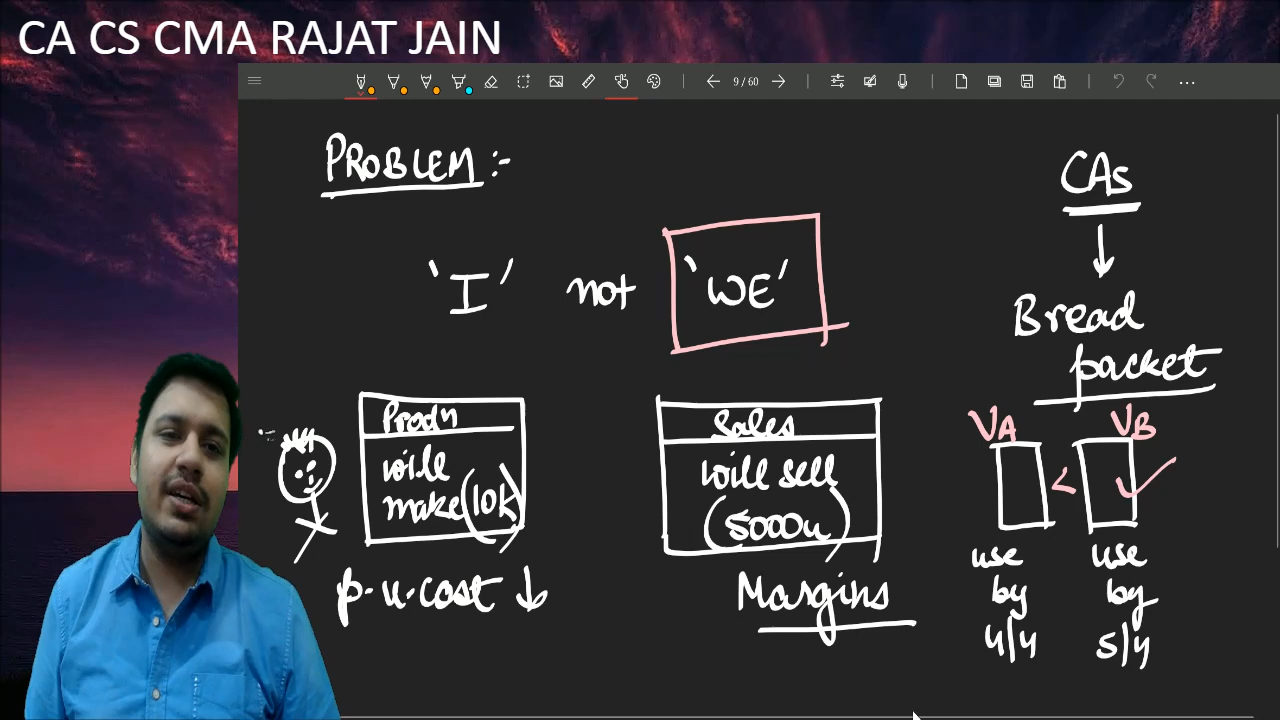 CA CS CMA RAJAT JAIN
9 / 60
PROBLEM :-
'I' not 'WE'
CAs
Bread
packet
Prodn
will
make (10k)
p.u.cost ↓
Sales
will sell
(5000u)
Margins
VA < VB
use
by
4/4
use
by
5/4